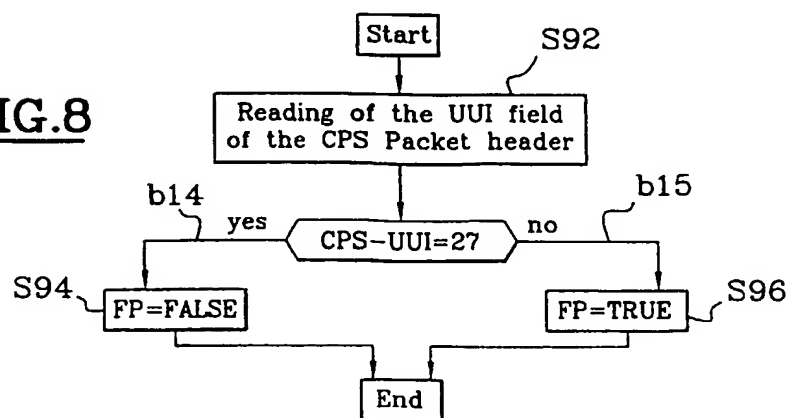 Start
S92
IG.8
Reading of the UUI field
of the CPS Packet header
b14
yes
CPS-UUI=27
no
b15
S94
FP=FALSE
FP=TRUE
S96
End